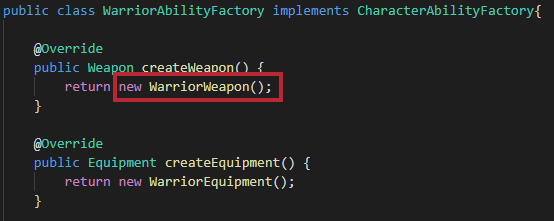 public class WarriorAbilityFactory implements CharacterAbilityFactory{
@Override
public Weapon createWeapon() {
return new WarriorWeapon();
}
@Override
public Equipment createEquipment() {
return new WarriorEquipment();
}